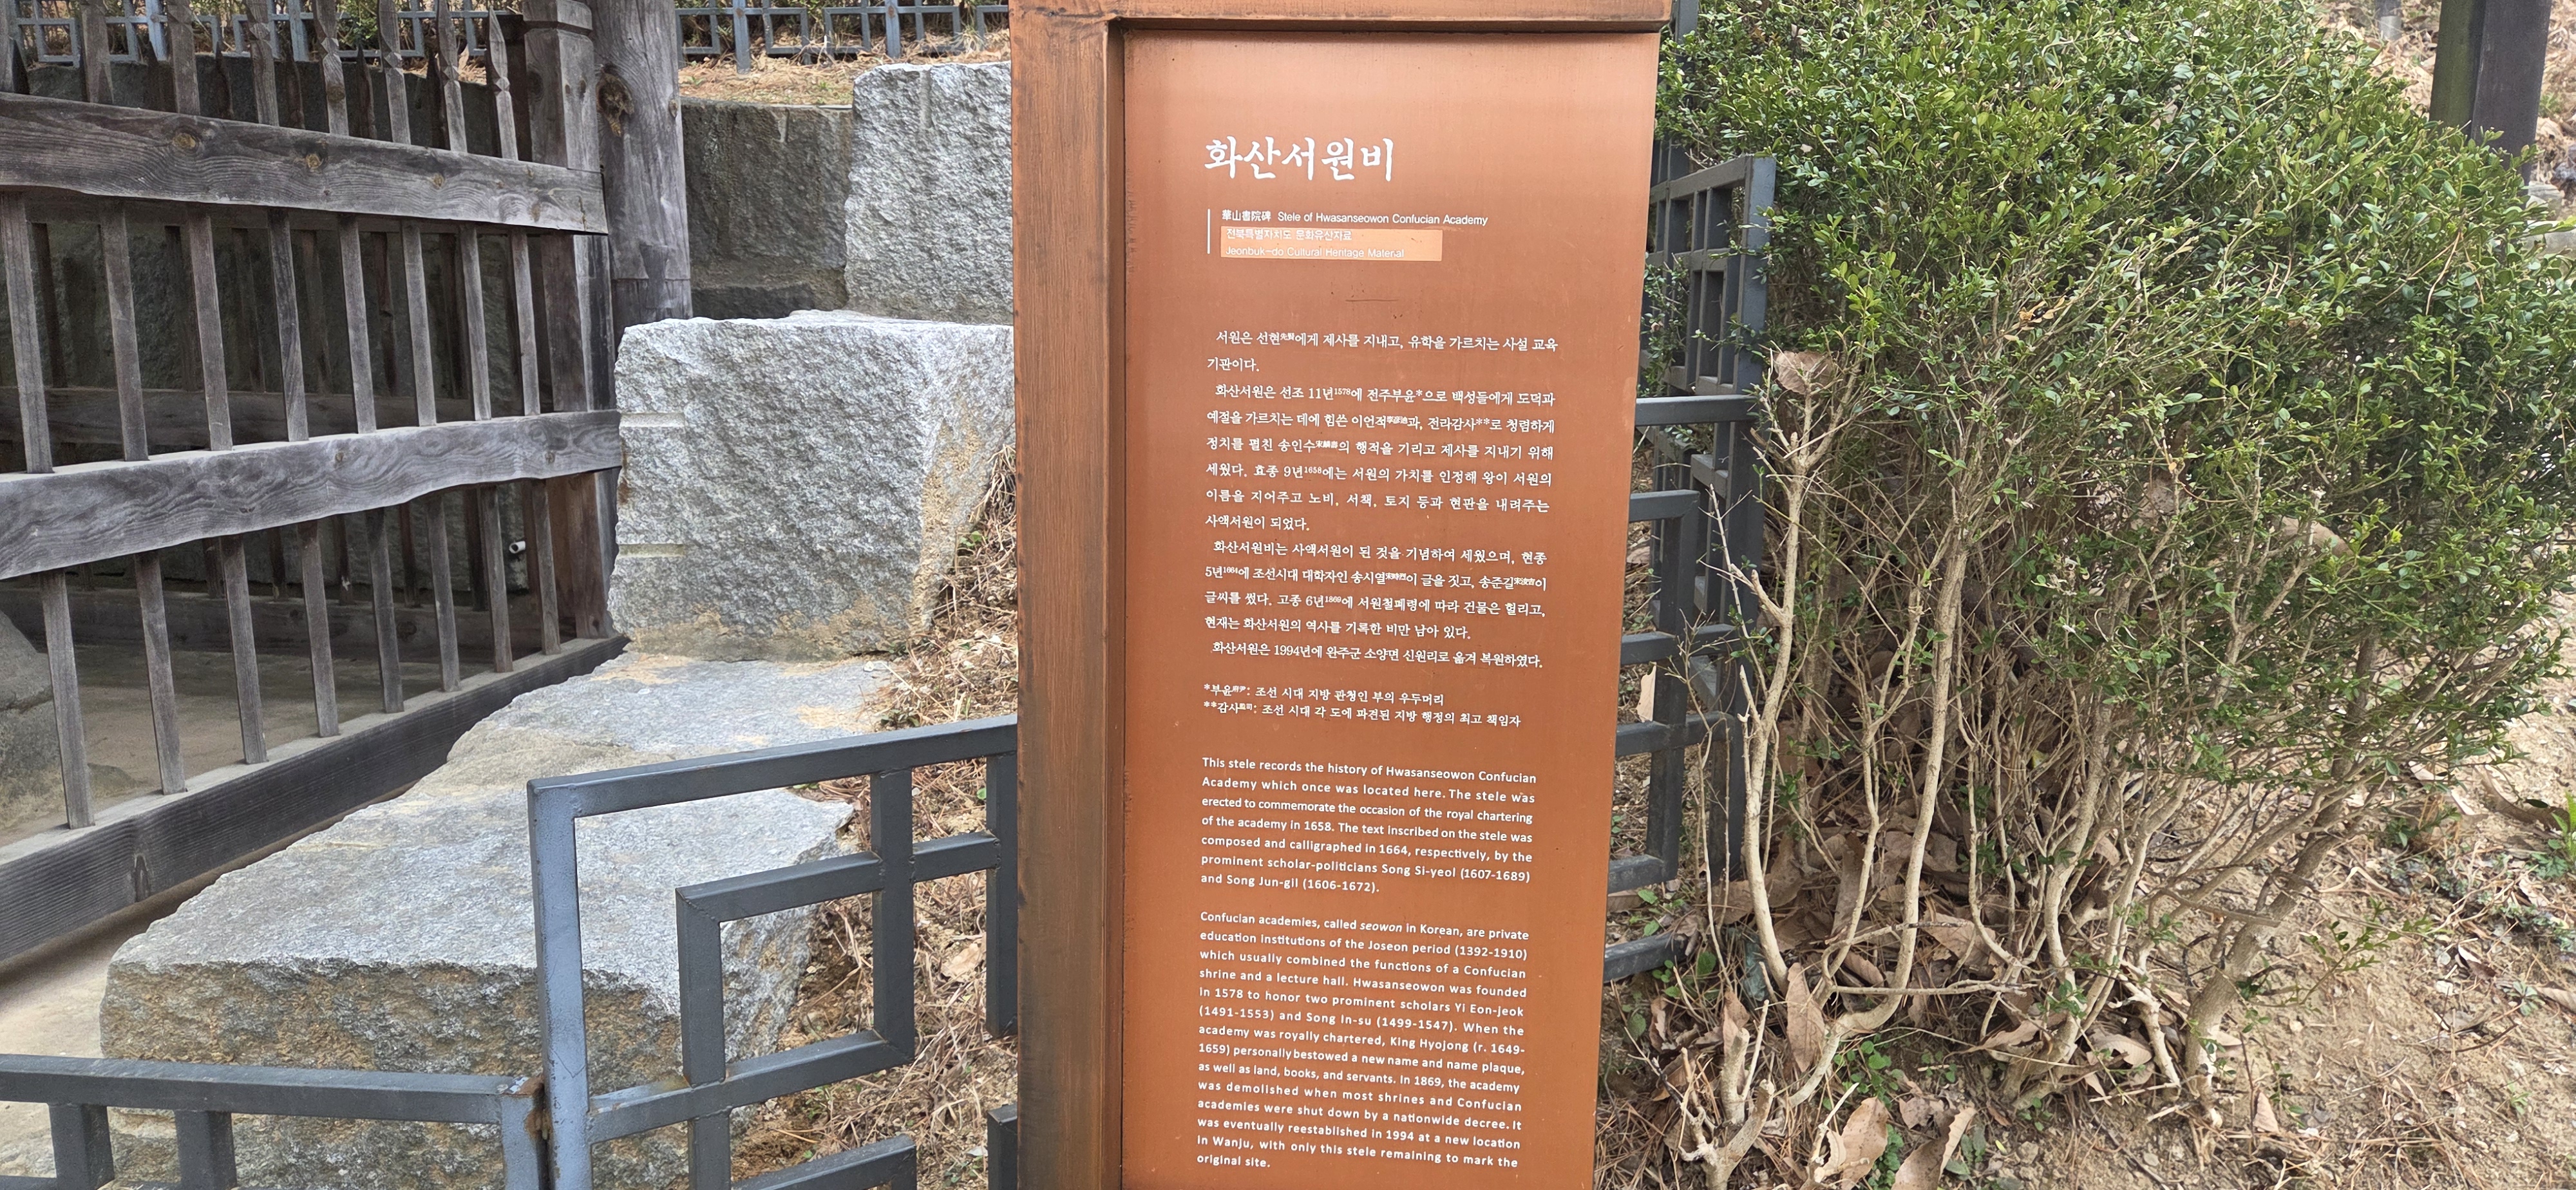 화산서원비
華山書院碑 Stele of Hwasanseowon Confucian Academy
전북특별자치도 문화유산자료
Jeonbuk-do Cultural Heritage Material
서원은 선현先賢에게 제사를 지내고, 유학을 가르치는 사설 교육
기관이다.
화산서원은 선조 11년1578에 전주부윤*으로 백성들에게 도덕과
예절을 가르치는 데에 힘쓴 이언적李彦迪과, 전라감사**로 청렴하게
정치를 펼친 송인수宋麟壽의 행적을 기리고 제사를 지내기 위해
세웠다. 효종 9년1658에는 서원의 가치를 인정해 왕이 서원의
이름을 지어주고 노비, 서책, 토지 등과 현판을 내려주는
사액서원이 되었다.
화산서원비는 사액서원이 된 것을 기념하여 세웠으며, 현종
5년1664에 조선시대 대학자인 송시열宋時烈이 글을 짓고, 송준길宋浚吉이
글씨를 썼다. 고종 6년1869에 서원철폐령에 따라 건물은 헐리고,
현재는 화산서원의 역사를 기록한 비만 남아 있다.
화산서원은 1994년에 완주군 소양면 신원리로 옮겨 복원하였다.
*부윤府尹: 조선 시대 지방 관청인 부의 우두머리
**감사監司: 조선 시대 각 도에 파견된 지방 행정의 최고 책임자
This stele records the history of Hwasanseowon Confucian
Academy which once was located here. The stele was
erected to commemorate the occasion of the royal chartering
of the academy in 1658. The text inscribed on the stele was
composed and calligraphed in 1664, respectively, by the
prominent scholar-politicians Song Si-yeol (1607-1689)
and Song Jun-gil (1606-1672).
Confucian academies, called seowon in Korean, are private
education institutions of the Joseon period (1392-1910)
which usually combined the functions of a Confucian
shrine and a lecture hall. Hwasanseowon was founded
in 1578 to honor two prominent scholars Yi Eon-jeok
(1491-1553) and Song In-su (1499-1547). When the
academy was royally chartered, King Hyojong (r. 1649-
1659) personally bestowed a new name and name plaque,
as well as land, books, and servants. In 1869, the academy
was demolished when most shrines and Confucian
academies were shut down by a nationwide decree. It
was eventually reestablished in 1994 at a new location
in Wanju, with only this stele remaining to mark the
original site.